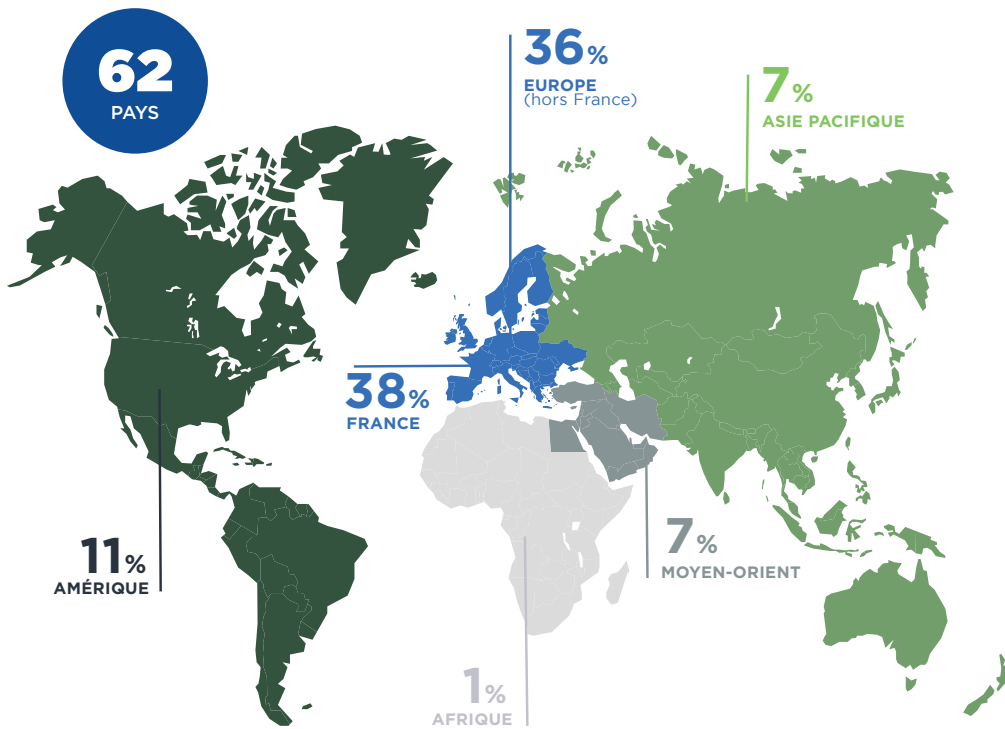 62
PAYS
36%
EUROPE
(hors France)
7%
ASIE PACIFIQUE
38%
FRANCE
11%
AMÉRIQUE
7%
MOYEN-ORIENT
1%
AFRIQUE